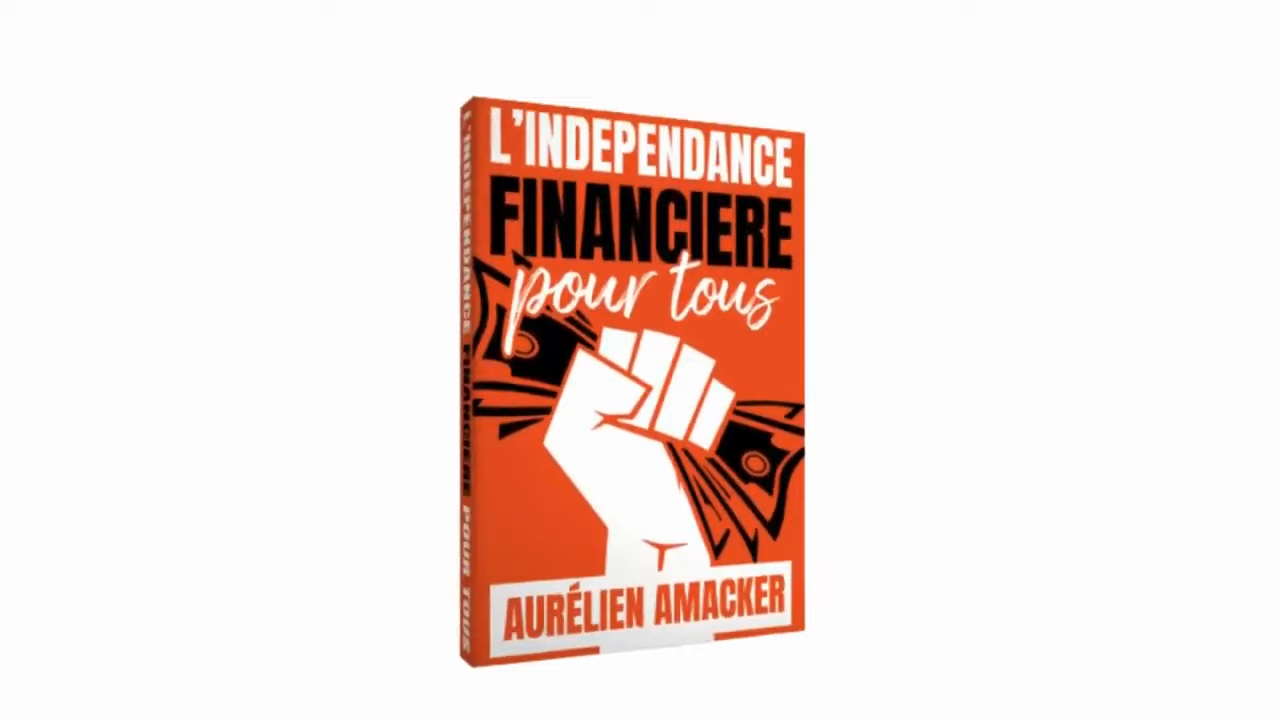 L'INDEPENDANCE
FINANCIERE
pour tous
AURÉLIEN AMACKER
L'INDEPENDANCE FINANCIERE POUR TOUS